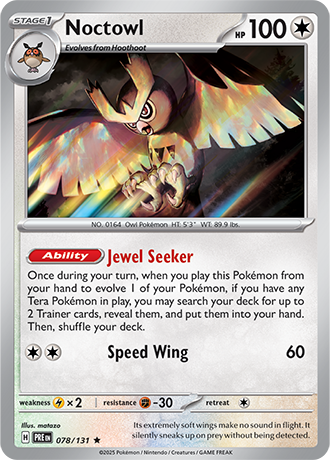 STAGE 1
Noctowl
HP 100
Evolves from Hoothoot
NO. 0164 Owl Pokémon HT: 5'3" WT: 89.9 lbs.
Ability Jewel Seeker
Once during your turn, when you play this Pokémon from
your hand to evolve 1 of your Pokémon, if you have any
Tera Pokémon in play, you may search your deck for up to
2 Trainer cards, reveal them, and put them into your hand.
Then, shuffle your deck.
Speed Wing 60
weakness ×2 resistance -30 retreat
Illus. matazo
H PRE EN 078/131
Its extremely soft wings make no sound in flight. It
silently sneaks up on prey without being detected.
©2025 Pokémon / Nintendo / Creatures / GAME FREAK